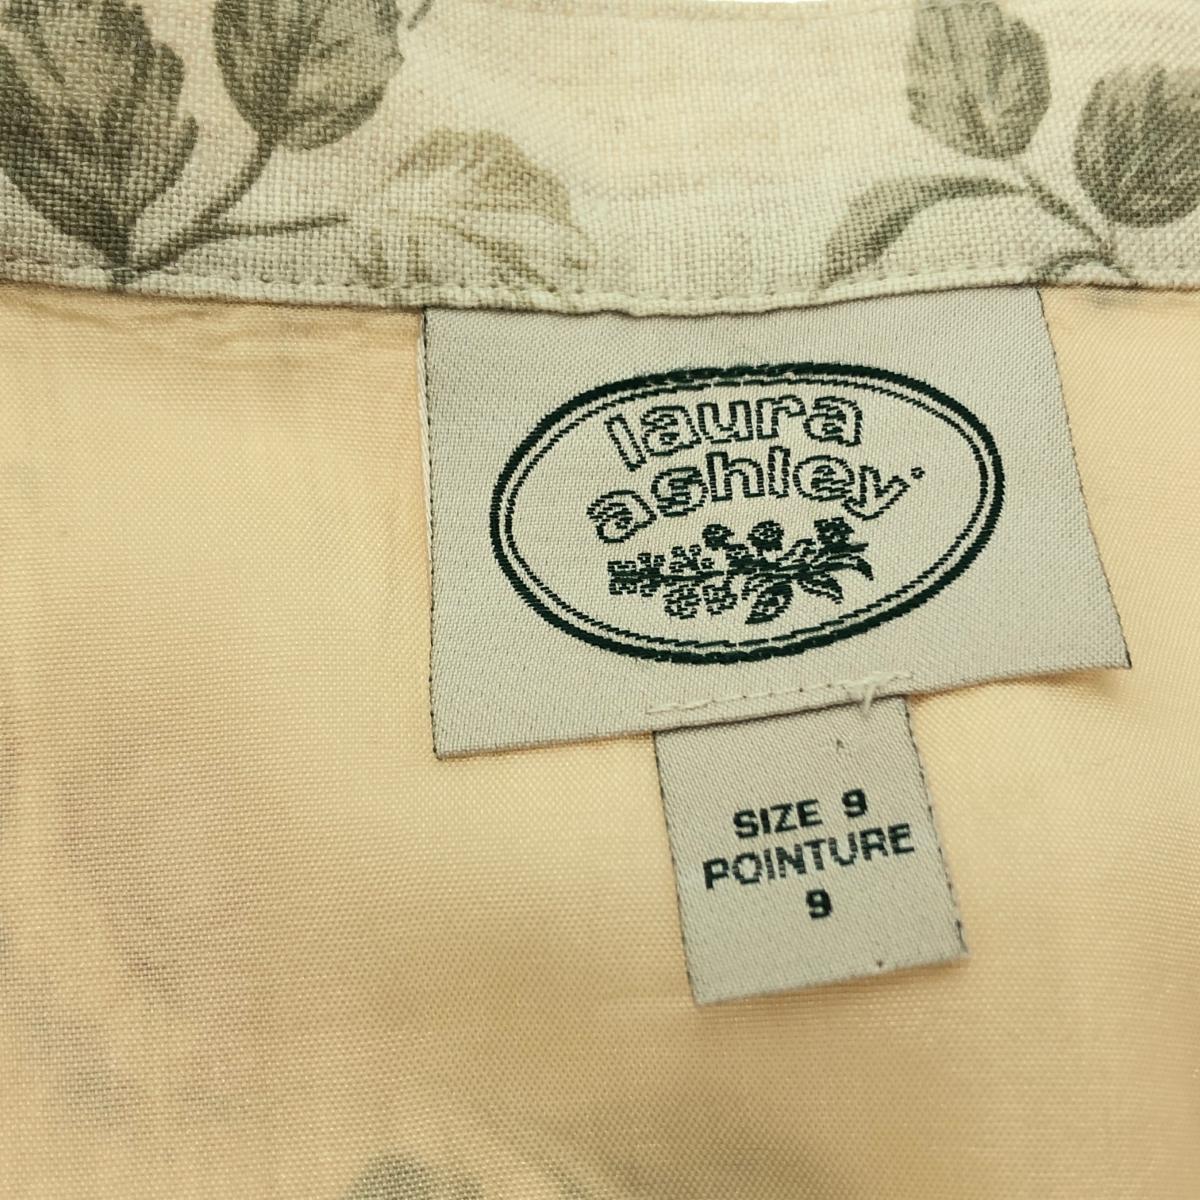 laura
ashley
SIZE 9
POINTURE
9